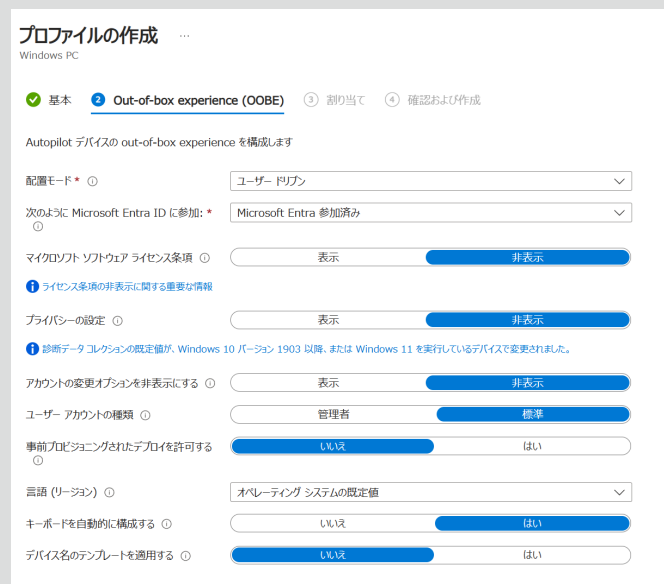 プロファイルの作成 …
Windows PC
基本 2 Out-of-box experience (OOBE) 3 割り当て 4 確認および作成
Autopilot デバイスの out-of-box experience を構成します
配置モード * ユーザー ドリブン
次のように Microsoft Entra ID に参加: * Microsoft Entra 参加済み
マイクロソフト ソフトウェア ライセンス条項 表示 非表示
ライセンス条項の非表示に関する重要な情報
プライバシーの設定 表示 非表示
診断データ コレクションの既定値が、Windows 10 バージョン 1903 以降、または Windows 11 を実行しているデバイスで変更されました。
アカウントの変更オプションを非表示にする 表示 非表示
ユーザー アカウントの種類 管理者 標準
事前プロビジョニングされたデプロイを許可する いいえ はい
言語 (リージョン) オペレーティング システムの既定値
キーボードを自動的に構成する いいえ はい
デバイス名のテンプレートを適用する いいえ はい